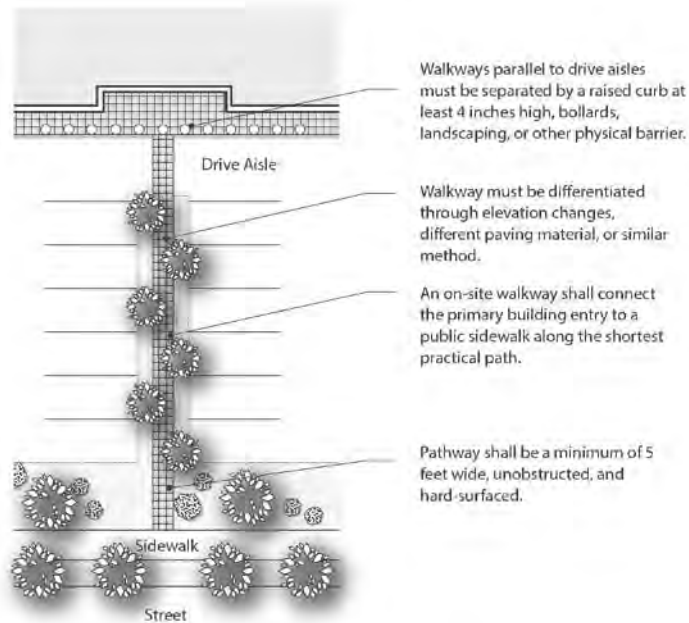 Walkways parallel to drive aisles
must be separated by a raised curb at
least 4 inches high, bollards,
landscaping, or other physical barrier.
Drive Aisle
Walkway must be differentiated
through elevation changes,
different paving material, or similar
method.
An on-site walkway shall connect
the primary building entry to a
public sidewalk along the shortest
practical path.
Pathway shall be a minimum of 5
feet wide, unobstructed, and
hard-surfaced.
Sidewalk
Street